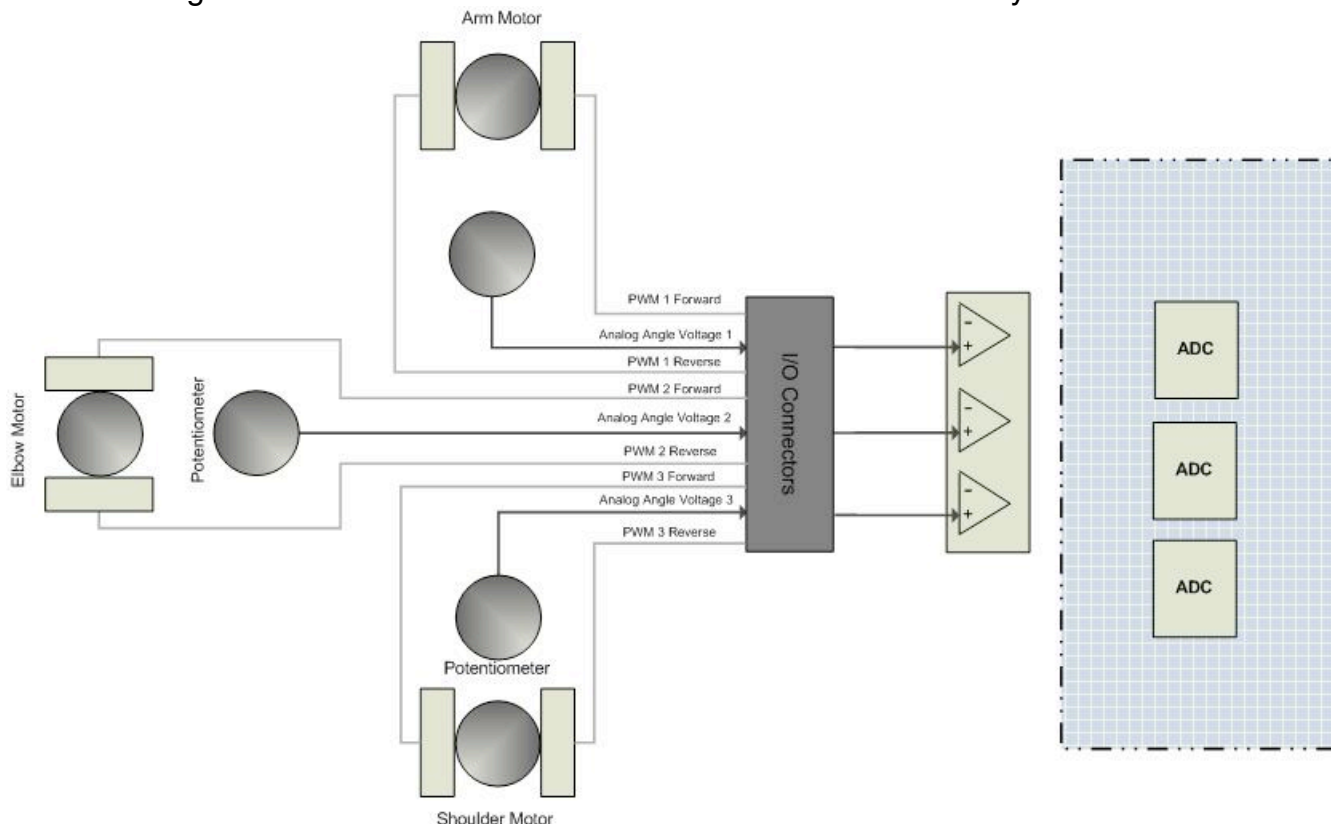 Arm Motor
PWM 1 Forward
Analog Angle Voltage 1
PWM 1 Reverse
PWM 2 Forward
Analog Angle Voltage 2
PWM 2 Reverse
PWM 3 Forward
Analog Angle Voltage 3
PWM 3 Reverse
Elbow Motor
Potentiometer
Potentiometer
Shoulder Motor
I/O Connectors
-
+
-
+
-
+
ADC
ADC
ADC